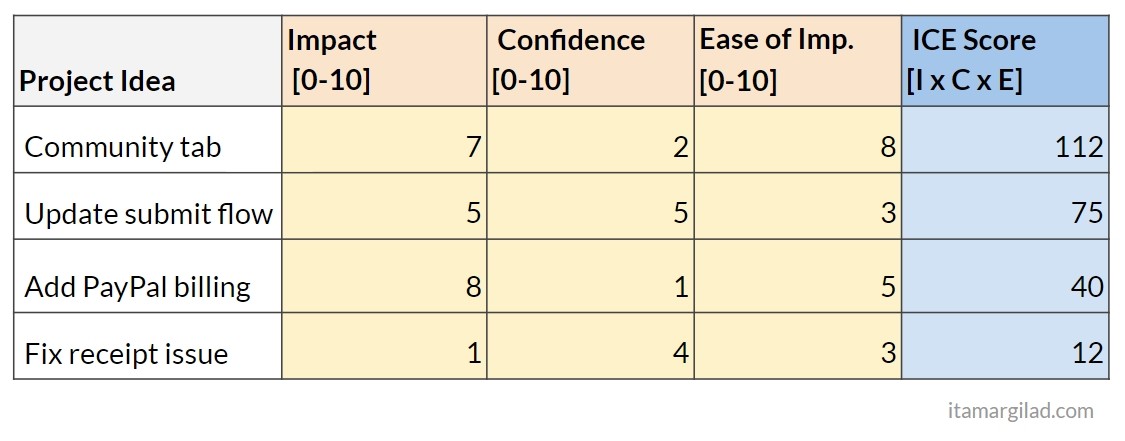 Project Idea Impact [0-10] Confidence [0-10] Ease of Imp. [0-10] ICE Score [I x C x E]
Community tab 7 2 8 112
Update submit flow 5 5 3 75
Add PayPal billing 8 1 5 40
Fix receipt issue 1 4 3 12
itamargilad.com